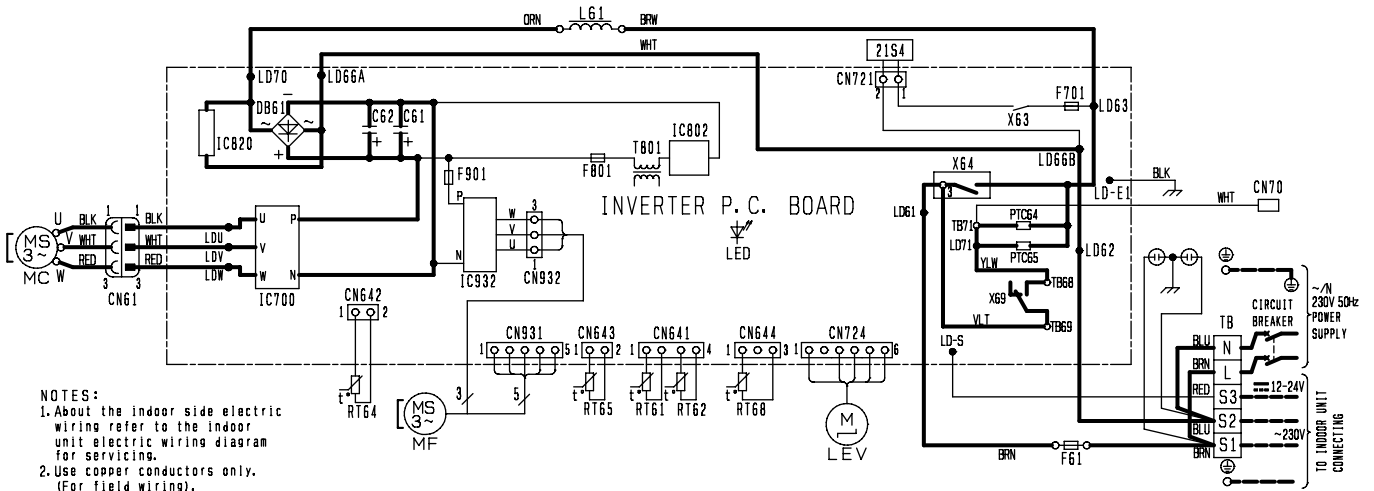 ORN
L61
BRW
WHT
21S4
CN721
2
1
LD70
LD66A
F701
LD63
X63
DB61
−
~
~
+
IC820
C62
+
C61
+
T801
IC802
F801
F901
X64
3
LD66B
LD-E1
BLK
WHT
CN70
INVERTER P.C. BOARD
LED
LD61
TB71
PTC64
LD71
PTC65
LD62
YLW
TB68
X69
VLT
TB69
LD-S
MS
3~
MC
U
V
W
BLK
WHT
RED
1
1
3
3
CN61
BLK
WHT
RED
LDU
LDV
LDW
U
V
W
P
N
IC700
P
N
IC932
W
V
U
3
1
CN932
CN642
1
2
t°
RT64
CN931
1
5
3
5
MS
3~
MF
CN643
1
2
t°
RT65
CN641
1
4
t°
RT61
t°
RT62
CN644
1
3
t°
RT68
CN724
1
6
M
LEV
F61
BRN
BRN
TB
N
L
S3
S2
S1
BLU
BRN
RED
BLU
BRN
CIRCUIT
BREAKER
~/N
230V 50Hz
POWER
SUPPLY
12-24V
~230V
TO INDOOR UNIT
CONNECTING
NOTES:
1. About the indoor side electric
wiring refer to the indoor
unit electric wiring diagram
for servicing.
2. Use copper conductors only.
(For field wiring).